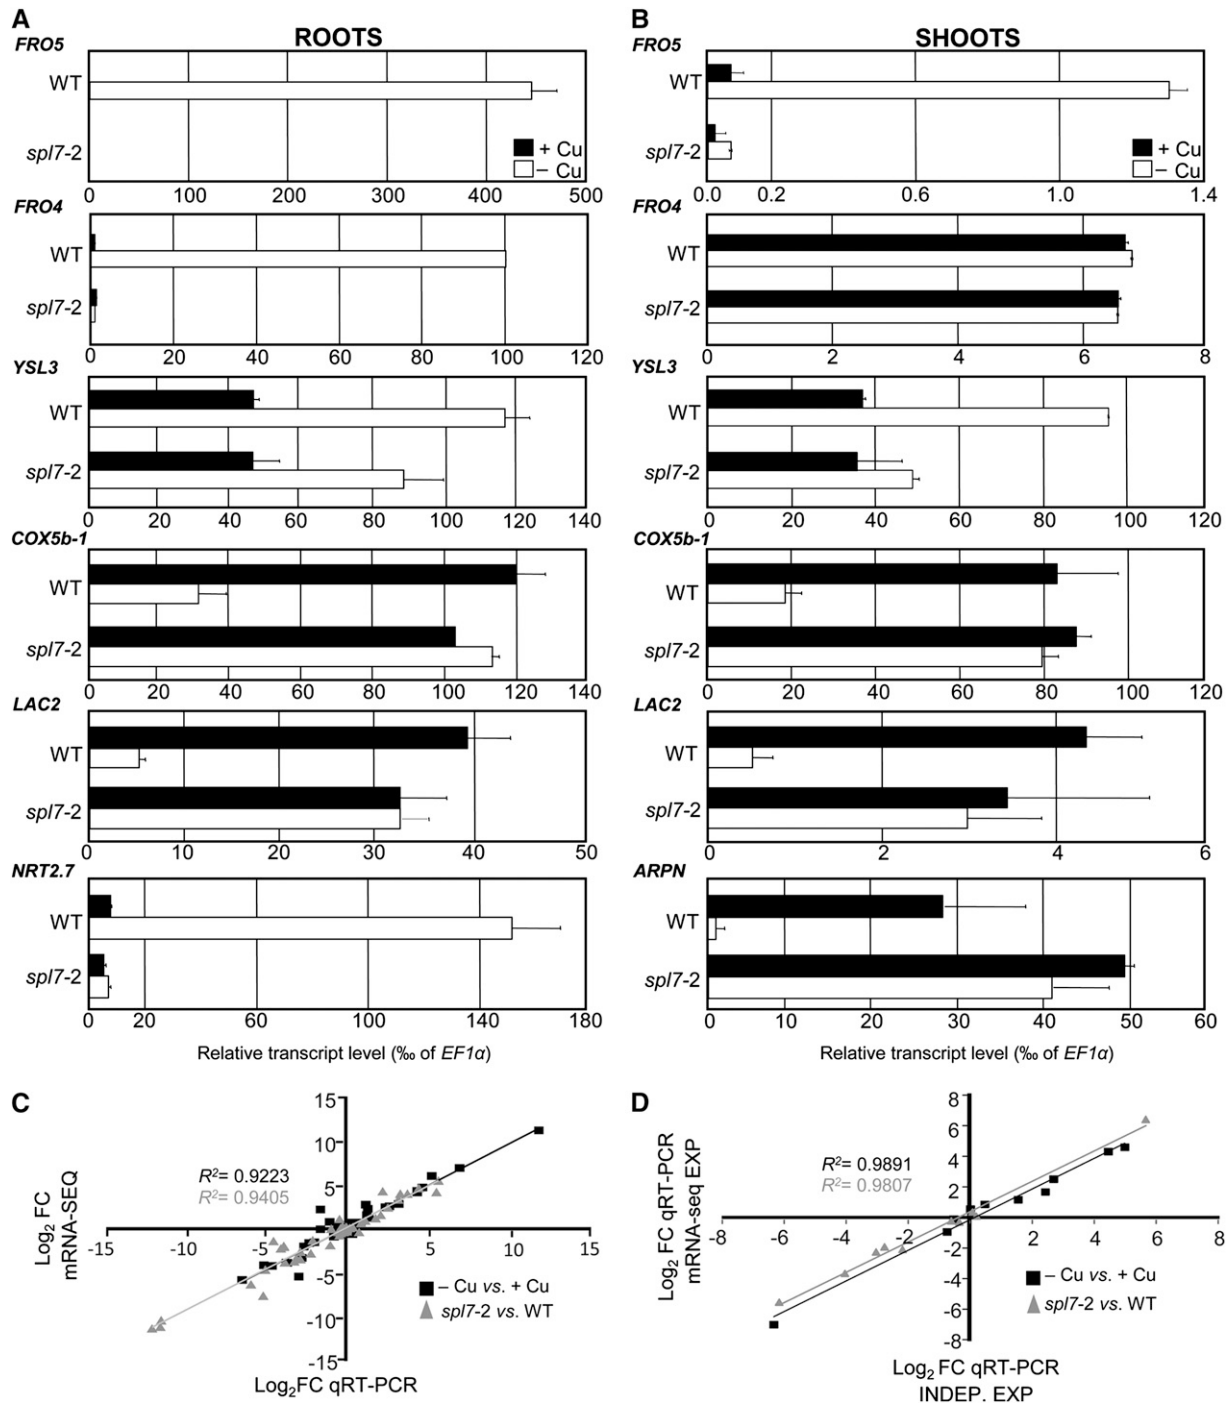 A
ROOTS
FRO5
WT
spl7-2
+ Cu
– Cu
0 100 200 300 400 500
FRO4
WT
spl7-2
0 20 40 60 80 100 120
YSL3
WT
spl7-2
0 20 40 60 80 100 120 140
COX5b-1
WT
spl7-2
0 20 40 60 80 100 120 140
LAC2
WT
spl7-2
0 10 20 30 40 50
NRT2.7
WT
spl7-2
0 20 60 100 140 180
Relative transcript level (‰ of EF1α)
B
SHOOTS
FRO5
WT
spl7-2
+ Cu
– Cu
0.0 0.2 0.6 1.0 1.4
FRO4
WT
spl7-2
0 2 4 6 8
YSL3
WT
spl7-2
0 20 40 60 80 100 120
COX5b-1
WT
spl7-2
0 20 40 60 80 100 120
LAC2
WT
spl7-2
0 2 4 6
ARPN
WT
spl7-2
0 10 20 30 40 50 60
Relative transcript level (‰ of EF1α)
C
Log2 FC
mRNA-SEQ
15
10
5
-5
-10
-15
-15 -10 -5 5 10 15
R2= 0.9223
R2= 0.9405
– Cu vs. + Cu
spl7-2 vs. WT
Log2FC qRT-PCR
D
Log2 FC qRT-PCR
mRNA-seq EXP
8
6
4
2
-2
-4
-6
-8
-8 -6 -4 -2 0 2 4 6 8
R2= 0.9891
R2= 0.9807
– Cu vs. + Cu
spl7-2 vs. WT
Log2 FC qRT-PCR
INDEP. EXP